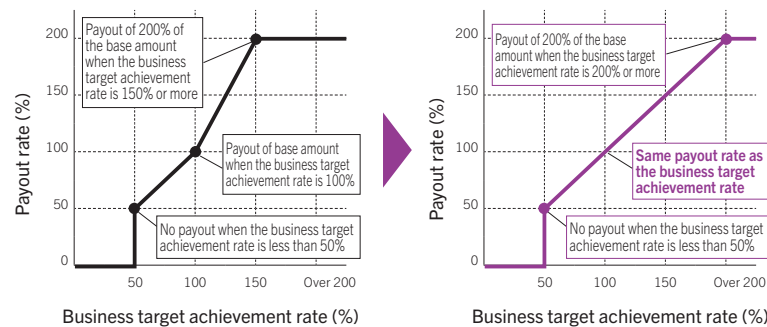 Payout rate (%)
200
150
100
50
0
Payout of 200% of
the base amount
when the business
target achievement
rate is 150% or more
Payout of base amount
when the business target
achievement rate is 100%
No payout when the business target
achievement rate is less than 50%
50
100
150
Over 200
Business target achievement rate (%)
Payout rate (%)
200
150
100
50
0
Payout of 200% of the base
amount when the business target
achievement rate is 200% or more
Same payout rate as
the business target
achievement rate
No payout when the business target
achievement rate is less than 50%
50
100
150
Over 200
Business target achievement rate (%)